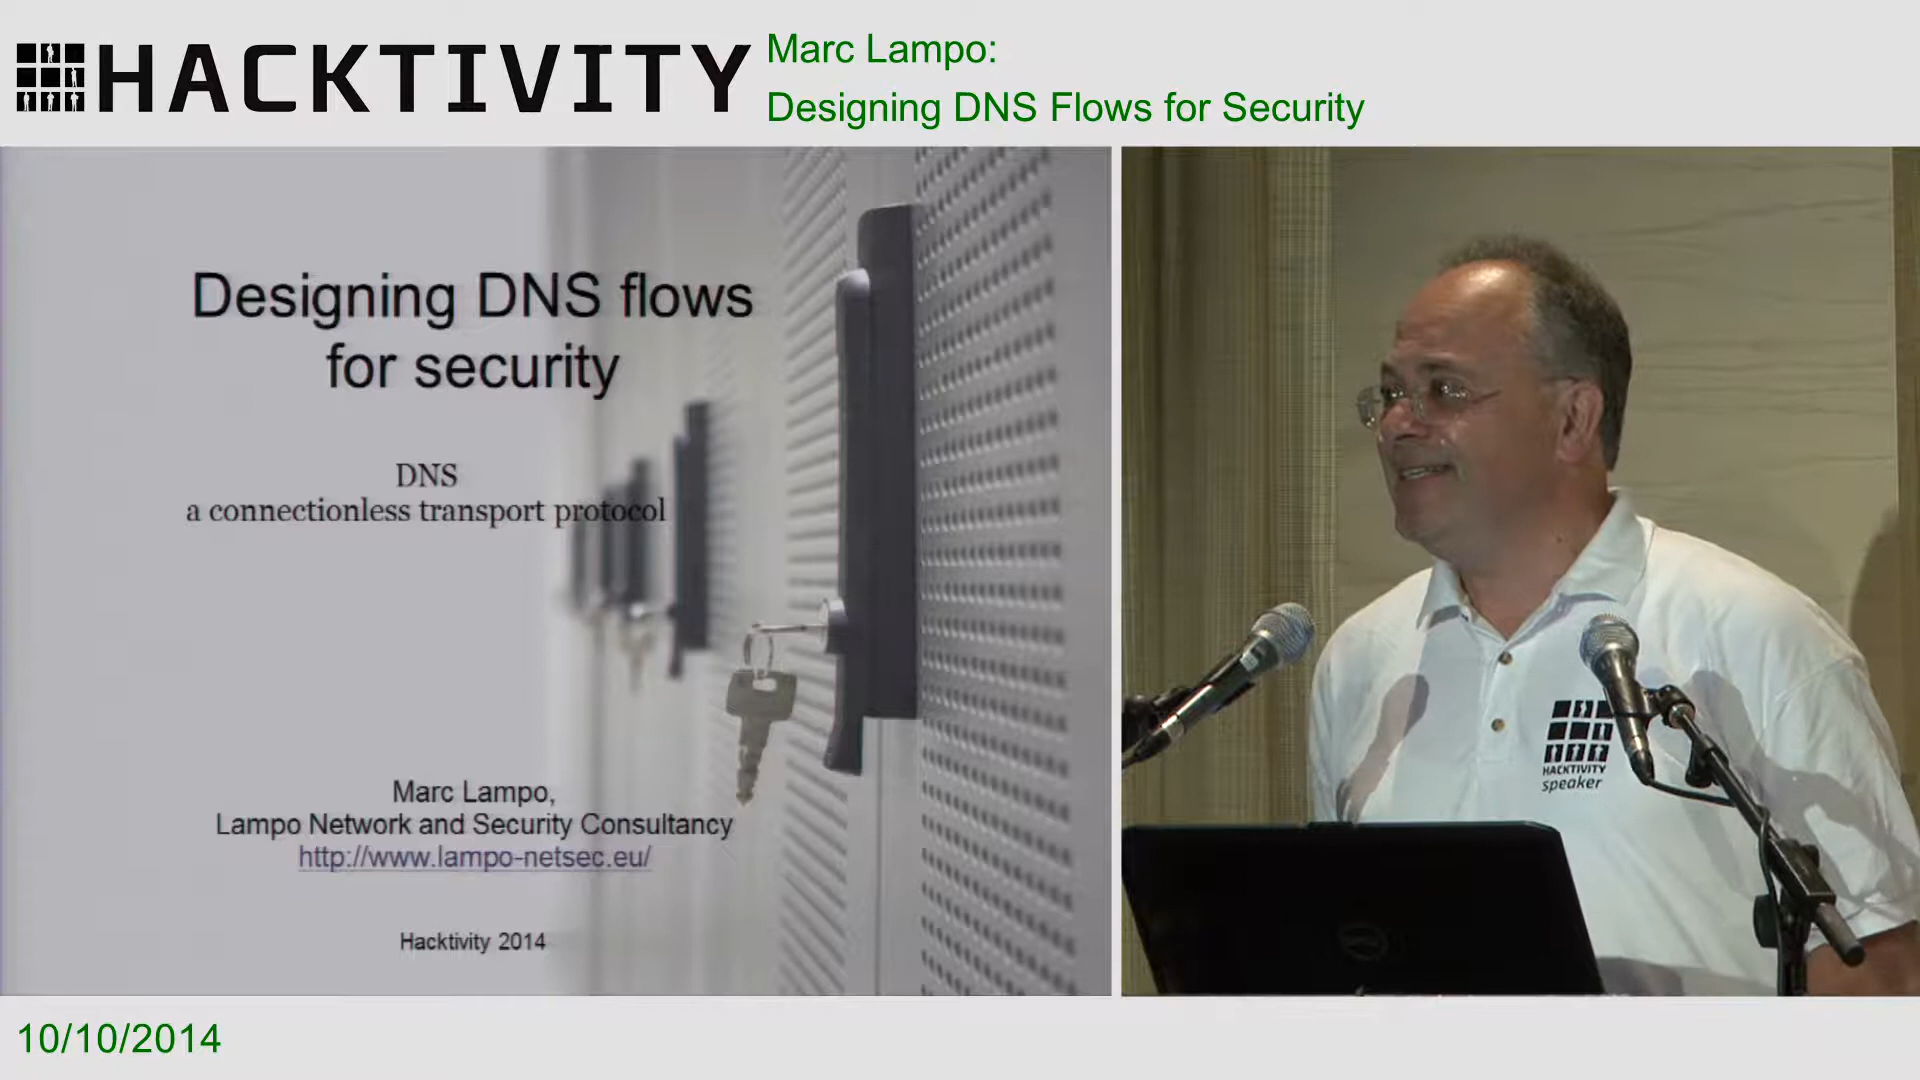 HACKTIVITY
Marc Lampo:
Designing DNS Flows for Security
Designing DNS flows
for security
DNS
a connectionless transport protocol
Marc Lampo,
Lampo Network and Security Consultancy
http://www.lampo-netsec.eu/
Hacktivity 2014
HACKTIVITY
speaker
10/10/2014